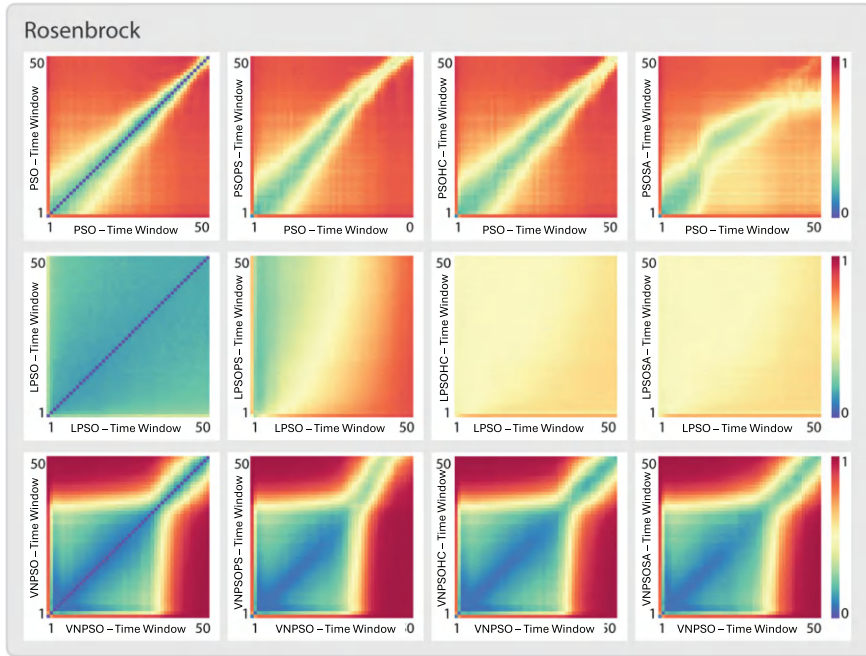 Rosenbrock
50 50 50 50 1
PSO – Time Window PSOPS – Time Window PSOHC – Time Window PSOSA – Time Window
1 1 1 1 0
1 PSO – Time Window 50 1 PSO – Time Window 0 1 PSO – Time Window 50 1 PSO – Time Window 50
50 50 50 50 1
LPSO – Time Window LPSOPS – Time Window LPSOHC – Time Window LPSOSA – Time Window
1 1 1 1 0
1 LPSO – Time Window 50 1 LPSO – Time Window 50 1 LPSO – Time Window 50 1 LPSO – Time Window 50
50 50 50 50 1
VNPSO – Time Window VNPSOPS – Time Window VNPSOHC – Time Window VNPSOSA – Time Window
1 1 1 1 0
1 VNPSO – Time Window 50 1 VNPSO – Time Window 0 1 VNPSO – Time Window 50 1 VNPSO – Time Window 50